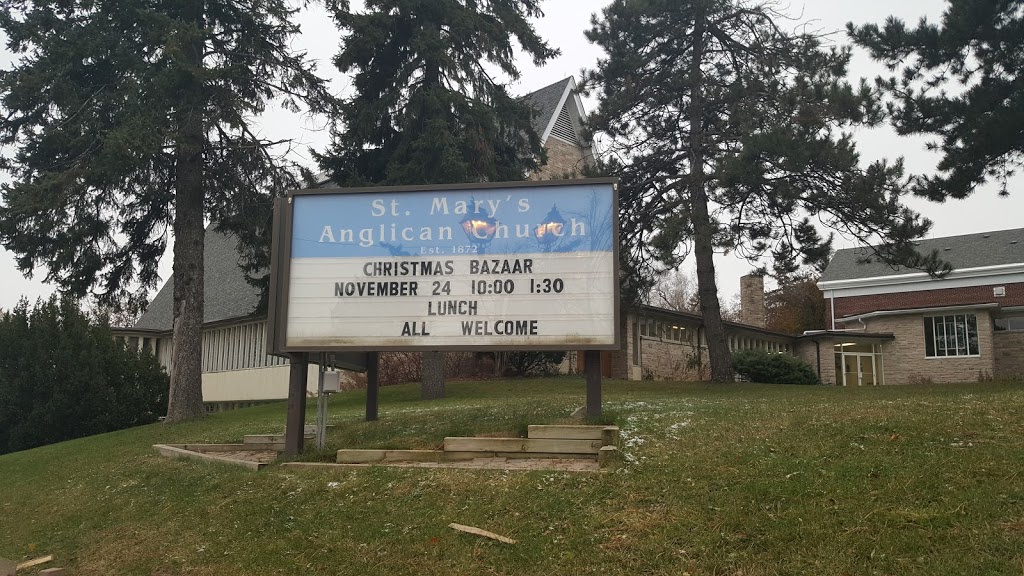 St. Mary's
Anglican Church
Est. 1872
CHRISTMAS BAZAAR
NOVEMBER 24 10:00 1:30
LUNCH
ALL WELCOME